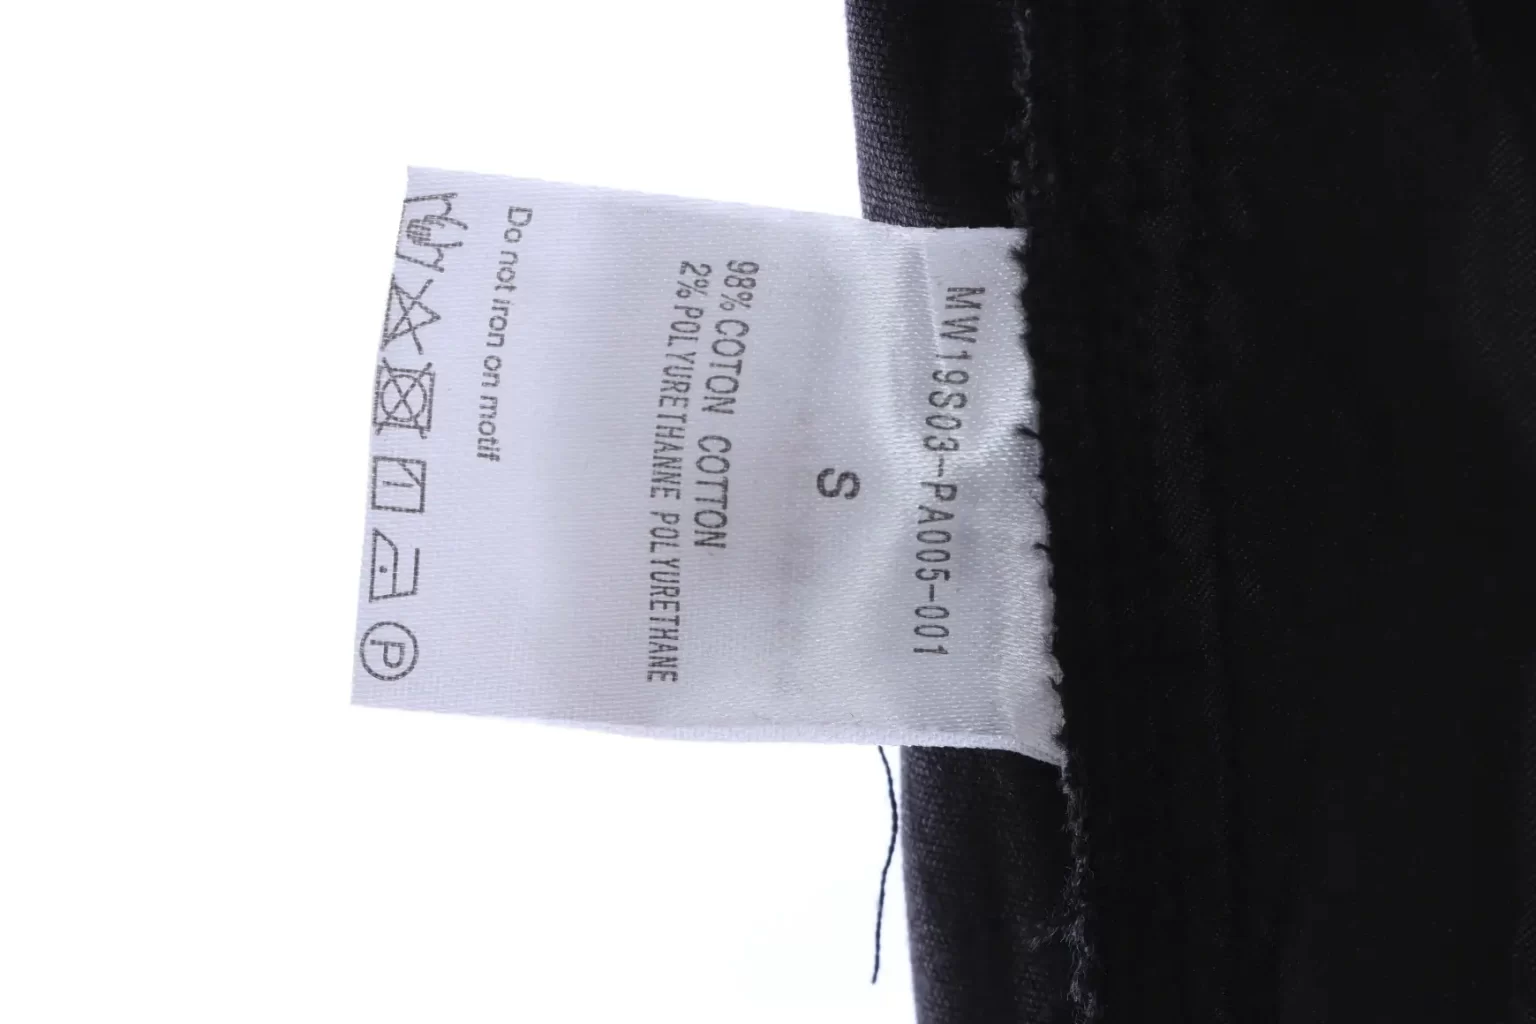 MW19S03-PA005-001
S
98%COTON COTTON
2%POLYURETHANNE POLYURETHANE
Do not iron on motif
P